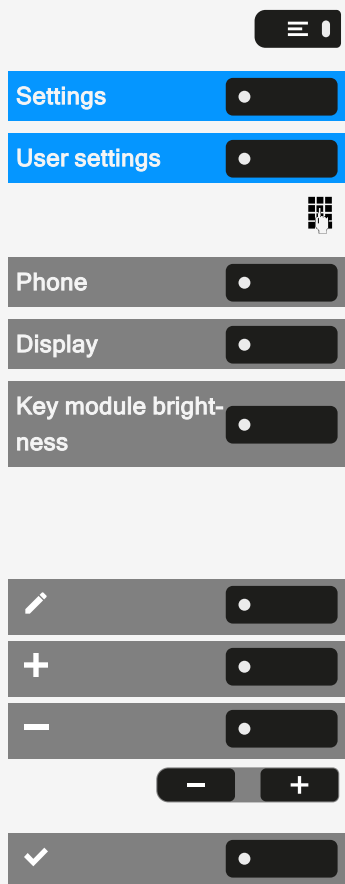 Settings
User settings
Phone
Display
Key module bright-
ness